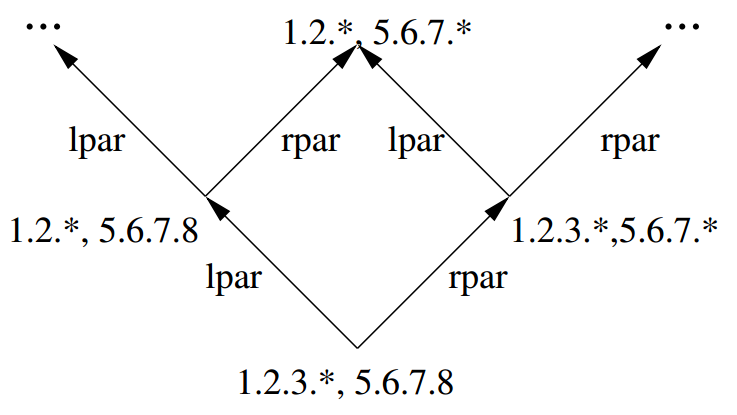 ... 1.2.*, 5.6.7.* ...
lpar rpar lpar rpar
1.2.*, 5.6.7.8 1.2.3.*,5.6.7.*
lpar rpar
1.2.3.*, 5.6.7.8